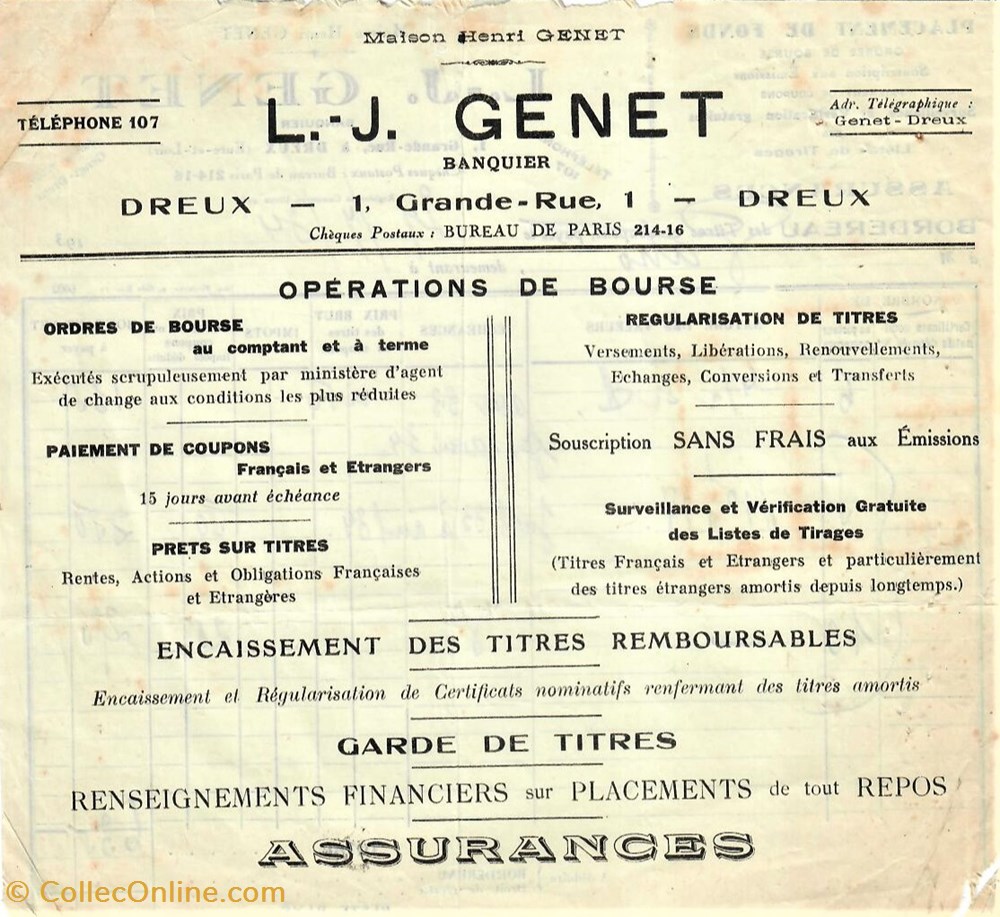 Maison Henri GENET
TÉLÉPHONE 107
L.-J. GENET
Adr. Télégraphique :
Genet - Dreux
BANQUIER
DREUX — 1, Grande-Rue, 1 — DREUX
Chèques Postaux : BUREAU DE PARIS 214-16
OPÉRATIONS DE BOURSE
ORDRES DE BOURSE
au comptant et à terme
Exécutés scrupuleusement par ministère d'agent
de change aux conditions les plus réduites
PAIEMENT DE COUPONS
Français et Etrangers
15 jours avant échéance
PRETS SUR TITRES
Rentes, Actions et Obligations Françaises
et Etrangères
REGULARISATION DE TITRES
Versements, Libérations, Renouvellements,
Echanges, Conversions et Transferts
Souscription SANS FRAIS aux Émissions
Surveillance et Vérification Gratuite
des Listes de Tirages
(Titres Français et Etrangers et particulièrement
des titres étrangers amortis depuis longtemps.)
ENCAISSEMENT DES TITRES REMBOURSABLES
Encaissement et Régularisation de Certificats nominatifs renfermant des titres amortis
GARDE DE TITRES
RENSEIGNEMENTS FINANCIERS sur PLACEMENTS de tout REPOS
ASSURANCES
© CollecOnline.com